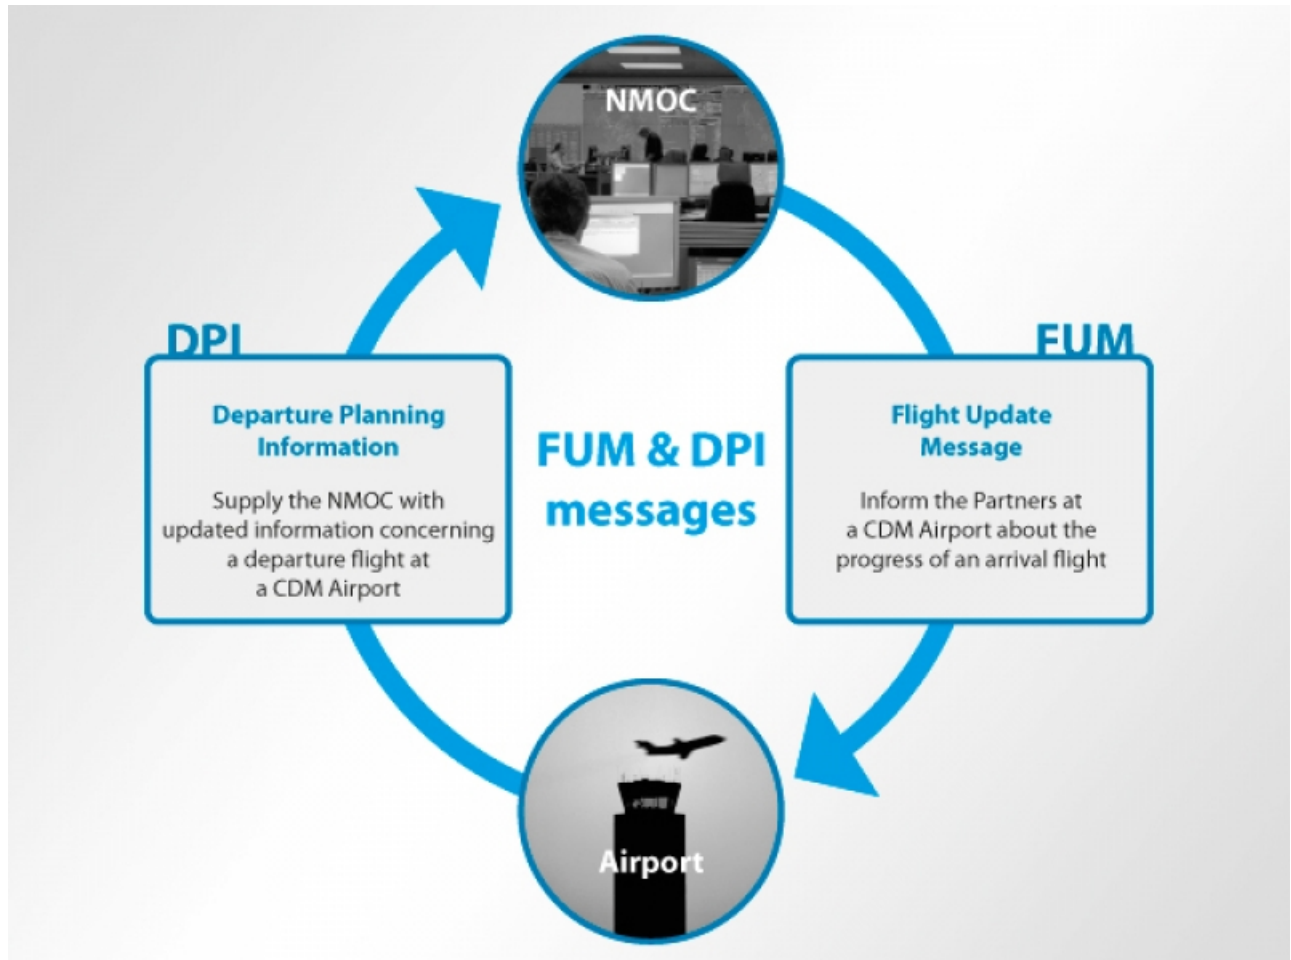 NMOC
DPI
Departure Planning
Information
Supply the NMOC with
updated information concerning
a departure flight at
a CDM Airport
FUM & DPI
messages
FUM
Flight Update
Message
Inform the Partners at
a CDM Airport about the
progress of an arrival flight
Airport